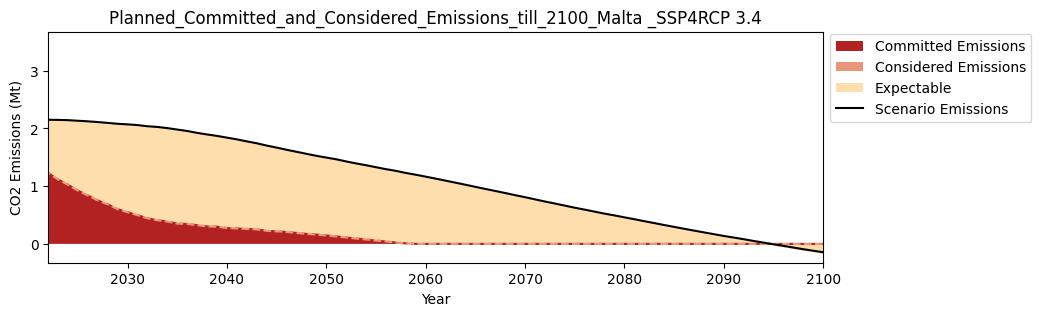 Planned_Committed_and_Considered_Emissions_till_2100_Malta _SSP4RCP 3.4
Committed Emissions
Considered Emissions
Expectable
Scenario Emissions
CO2 Emissions (Mt)
3
2
1
0
2030 2040 2050 2060 2070 2080 2090 2100
Year